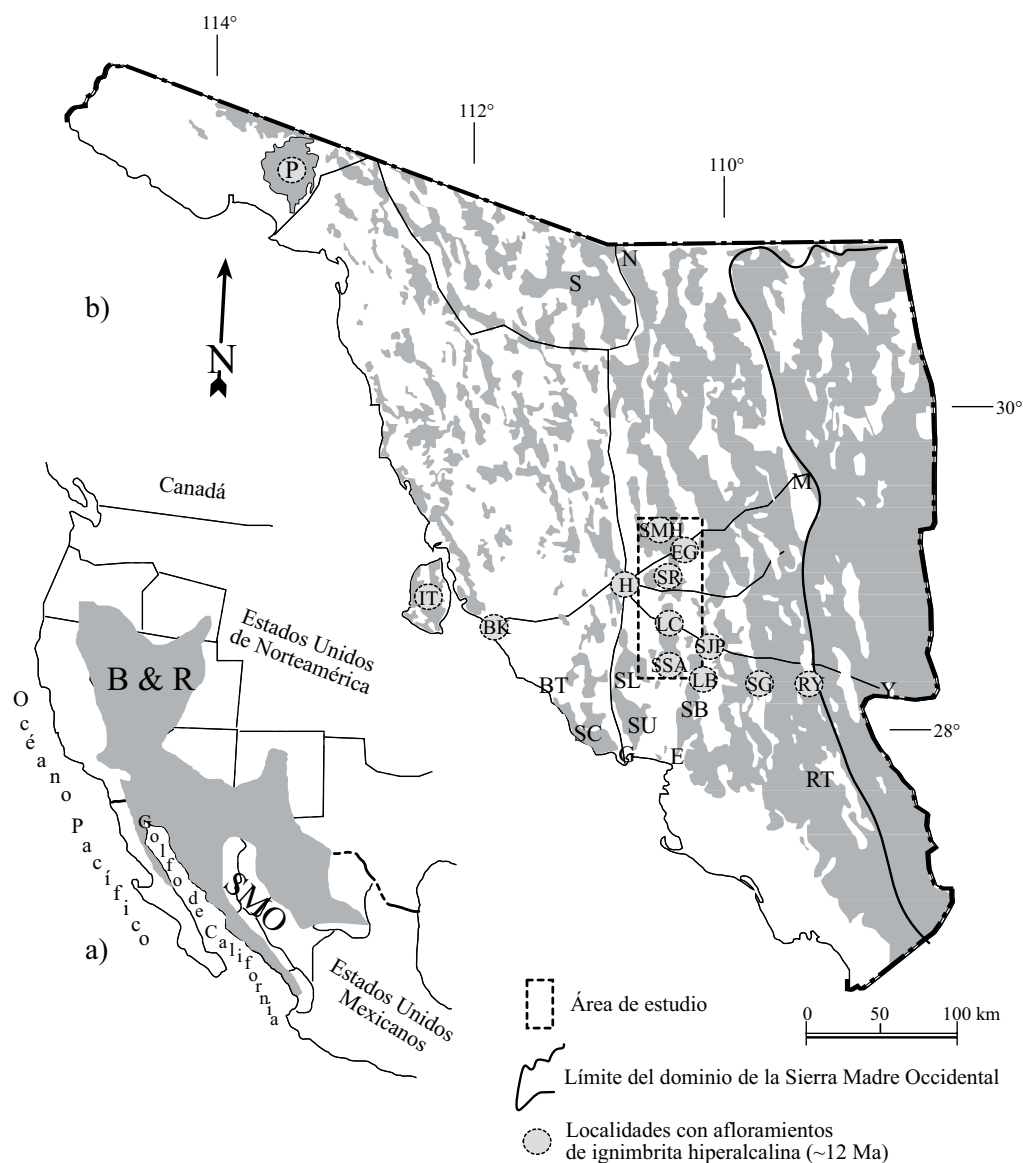 114°
112°
110°
P
N
S
b)
N
30°
Canadá
M
SMH
EG
SR
H
IT
BK
LC
SJP
SSA
LB
SG
RY
Y
Estados Unidos
de Norteamérica
B & R
BT
SL
SB
SC
SU
G
E
28°
RT
Océano Pacífico
Golfo de California
SMO
a)
Estados Unidos
Mexicanos
Área de estudio
0 50 100 km
Límite del dominio de la Sierra Madre Occidental
Localidades con afloramientos
de ignimbrita hiperalcalina (~12 Ma)